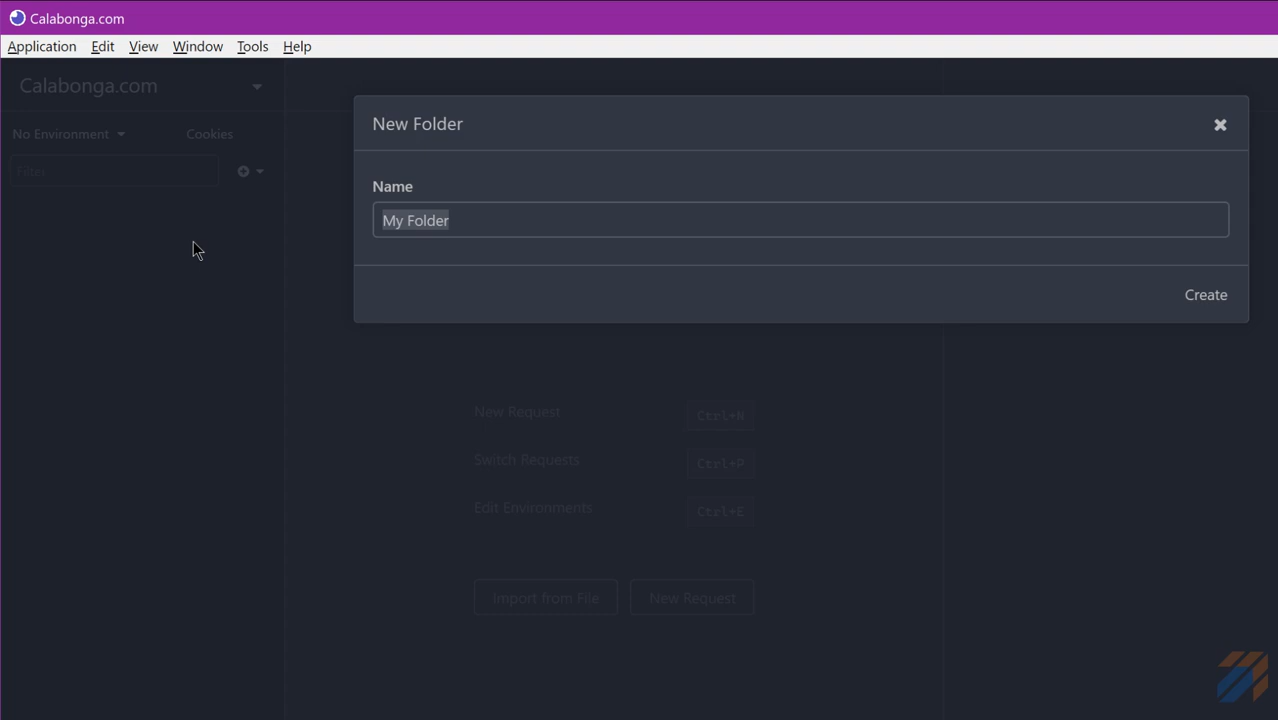 Calabonga.com
Application Edit View Window Tools Help
Calabonga.com
No Environment Cookies
Filter
New Folder
Name
My Folder
Create
New Request Ctrl+N
Switch Requests Ctrl+P
Edit Environments Ctrl+E
Import from File New Request